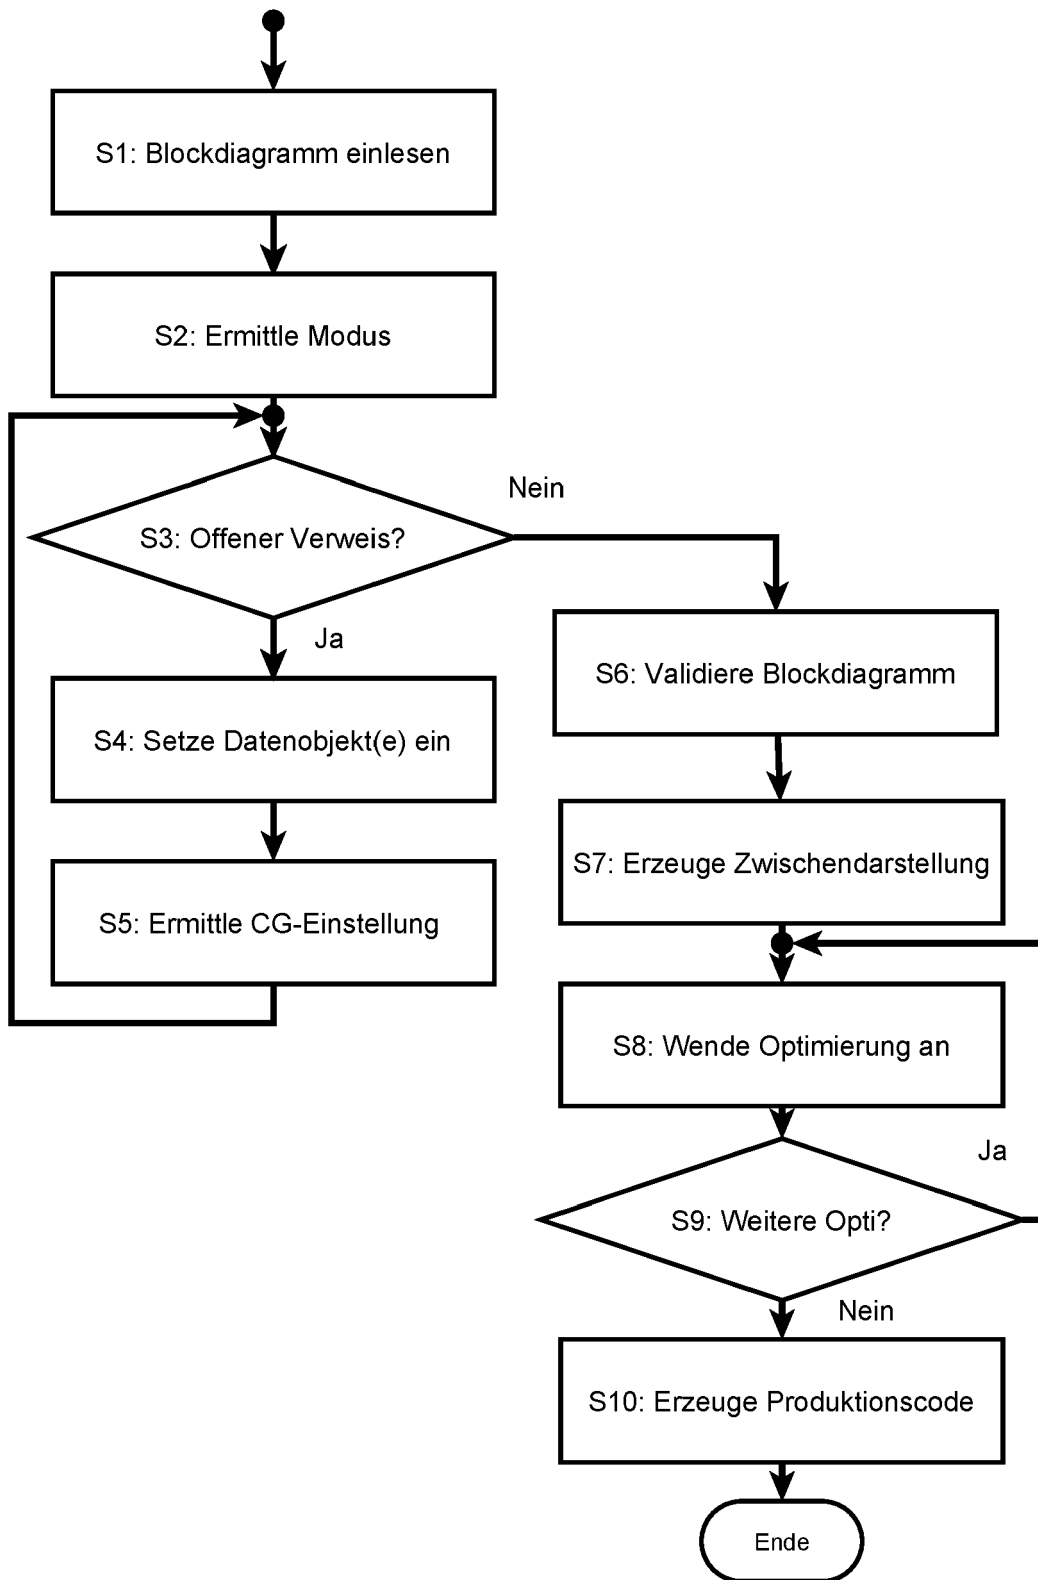 S1: Blockdiagramm einlesen
S2: Ermittle Modus
Nein
S3: Offener Verweis?
Ja
S6: Validiere Blockdiagramm
S4: Setze Datenobjekt(e) ein
S7: Erzeuge Zwischendarstellung
S5: Ermittle CG-Einstellung
S8: Wende Optimierung an
Ja
S9: Weitere Opti?
Nein
S10: Erzeuge Produktionscode
Ende